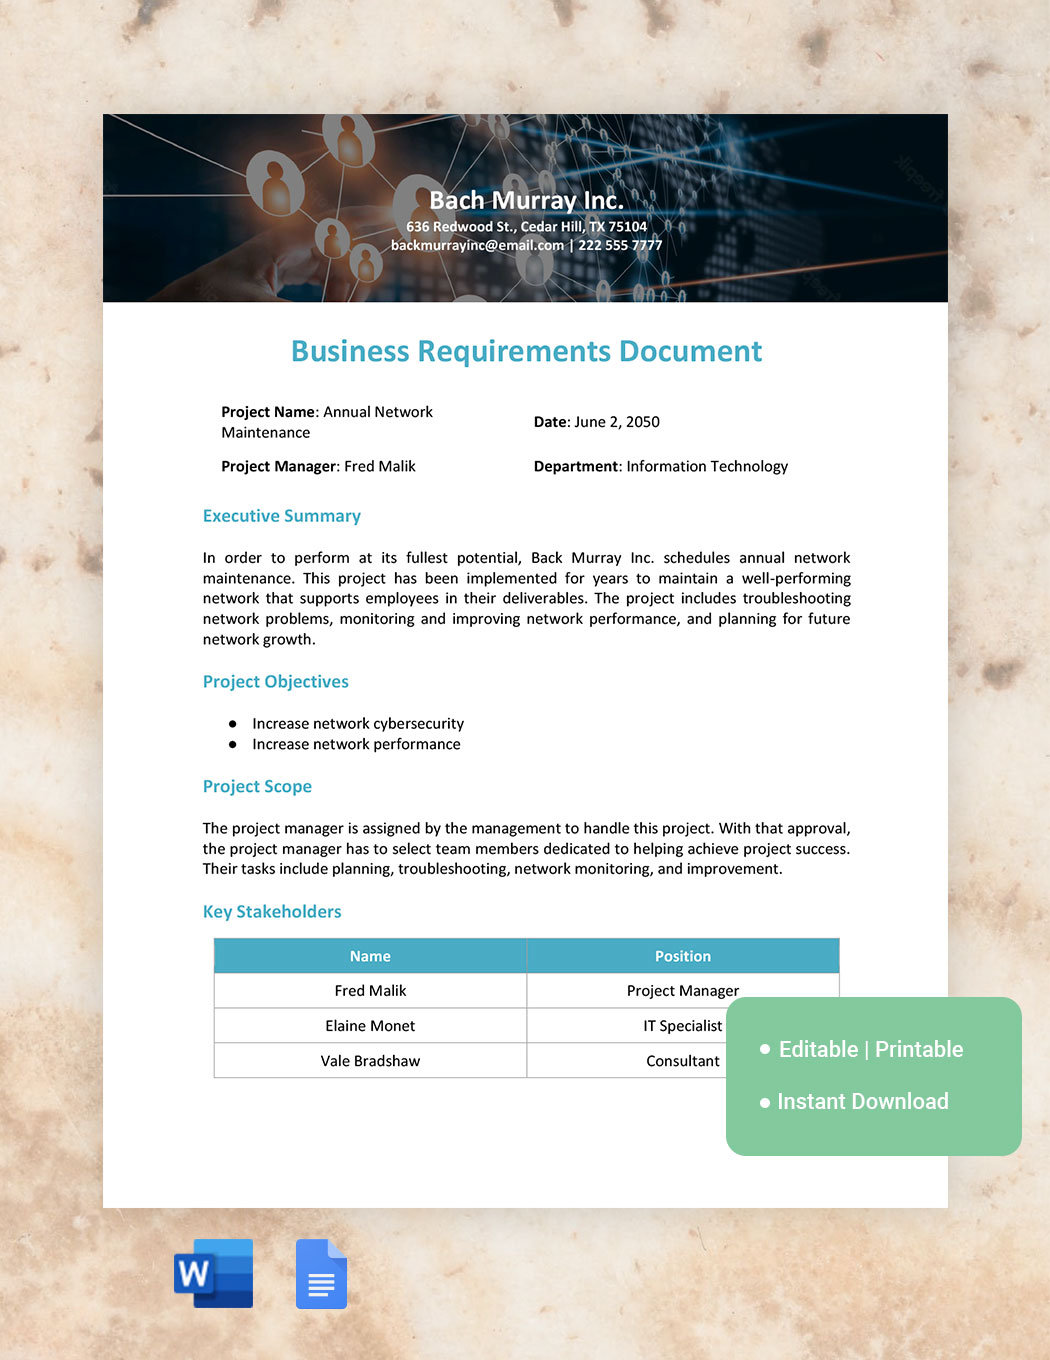 Bach Murray Inc.
636 Redwood St., Cedar Hill, TX 75104
backmurrayinc@email.com | 222 555 7777
Business Requirements Document
Project Name: Annual Network
Maintenance
Date: June 2, 2050
Project Manager: Fred Malik
Department: Information Technology
Executive Summary
In order to perform at its fullest potential, Back Murray Inc. schedules annual network
maintenance. This project has been implemented for years to maintain a well-performing
network that supports employees in their deliverables. The project includes troubleshooting
network problems, monitoring and improving network performance, and planning for future
network growth.
Project Objectives
● Increase network cybersecurity
● Increase network performance
Project Scope
The project manager is assigned by the management to handle this project. With that approval,
the project manager has to select team members dedicated to helping achieve project success.
Their tasks include planning, troubleshooting, network monitoring, and improvement.
Key Stakeholders
Name Position
Fred Malik Project Manager
Elaine Monet IT Specialist
Vale Bradshaw Consultant
● Editable | Printable
● Instant Download
W